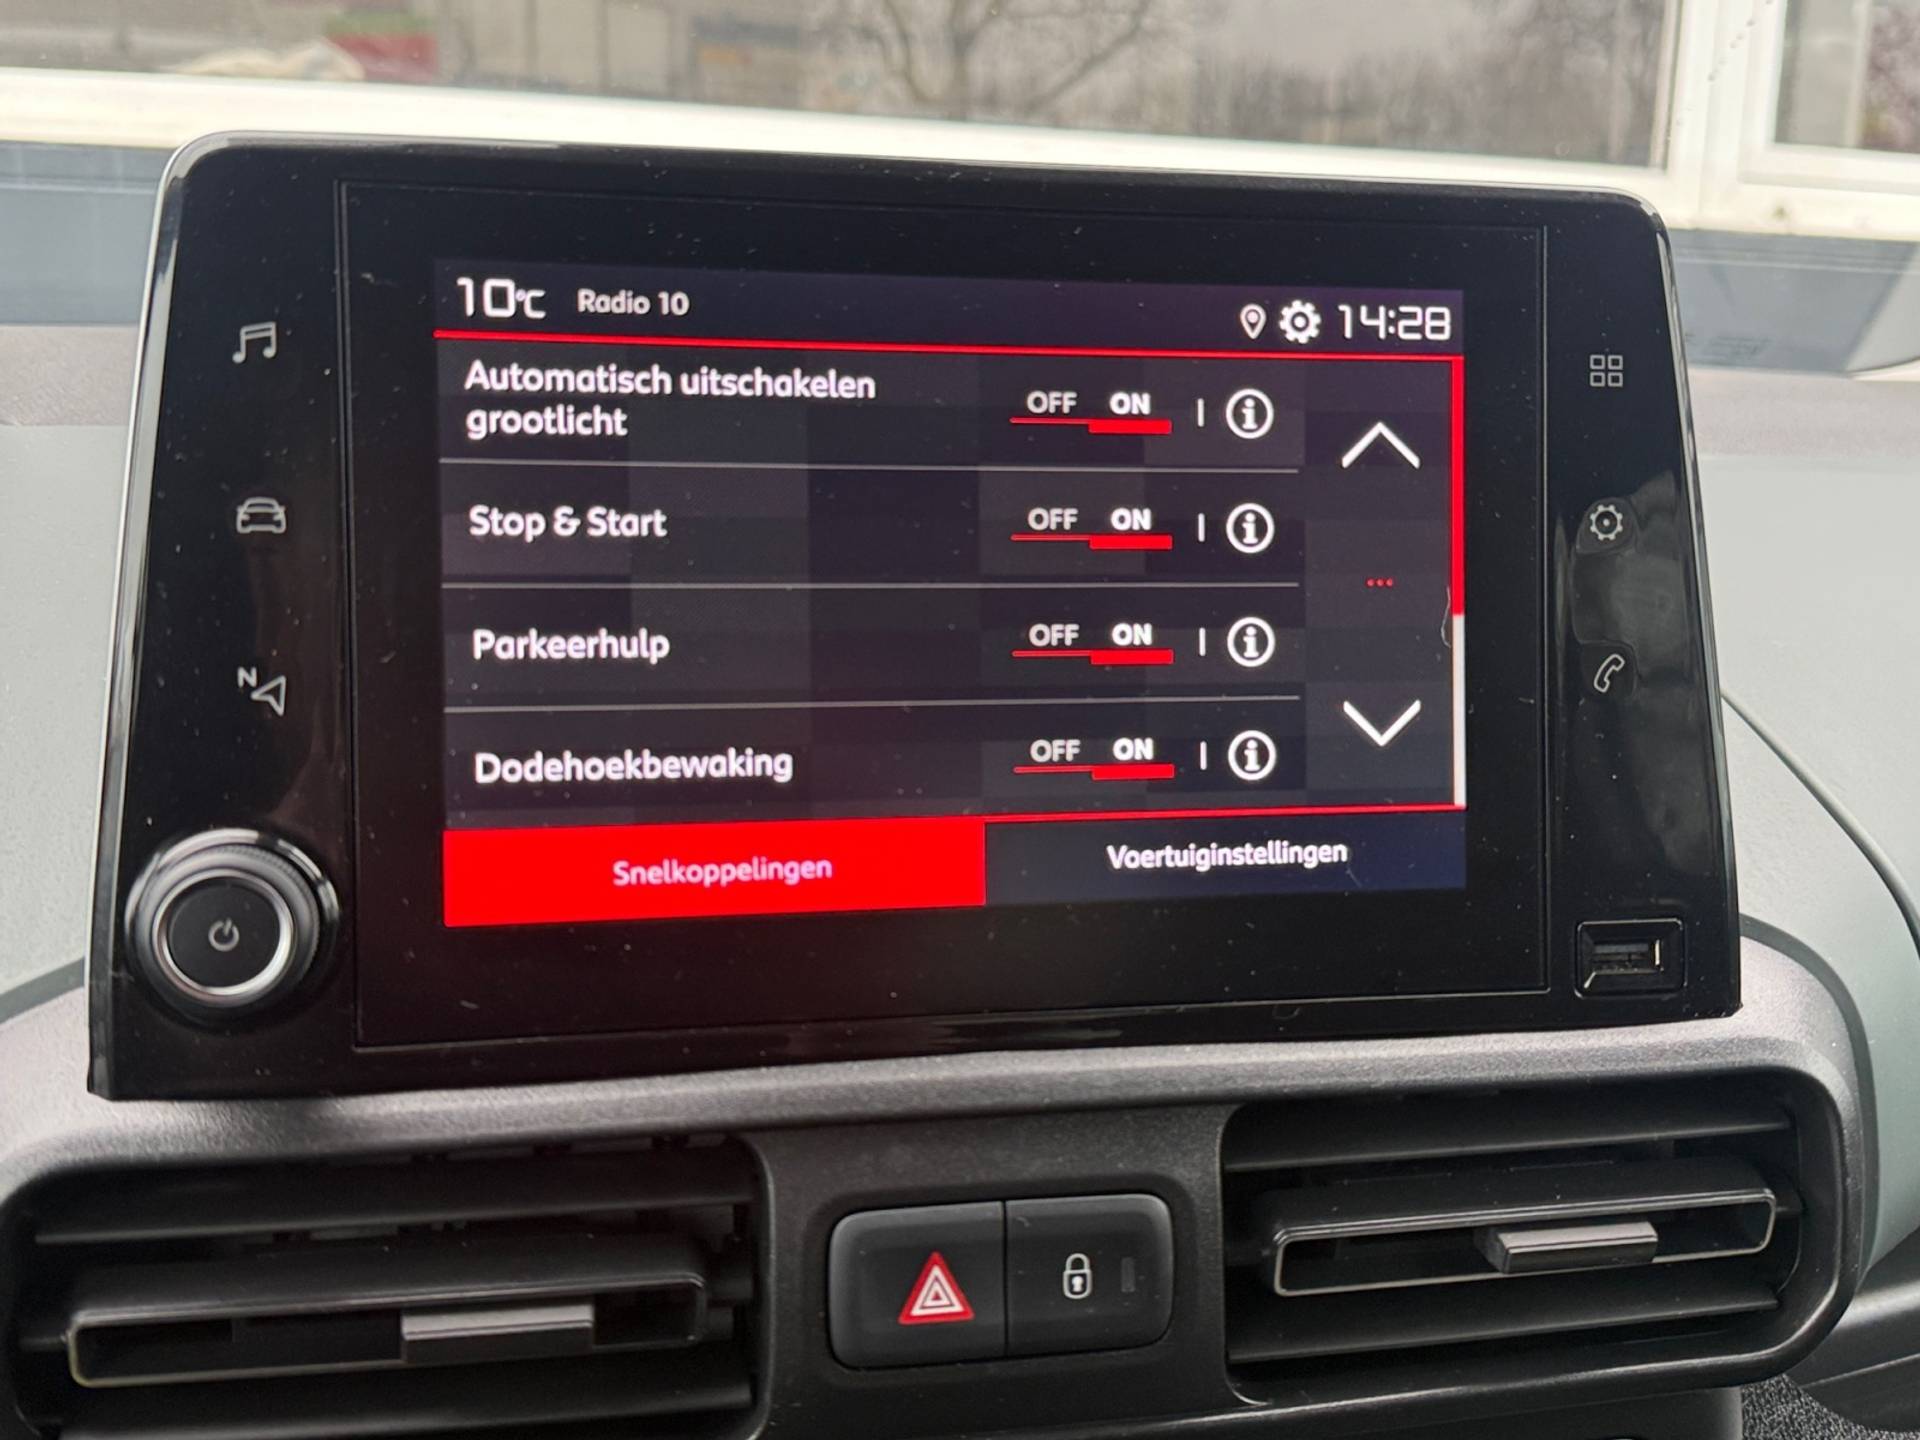 10°C Radio 10 14:28
Automatisch uitschakelen
grootlicht
OFF ON
Stop & Start OFF ON
Parkeerhulp OFF ON
Dodehoekbewaking OFF ON
Snelkoppelingen Voertuiginstellingen
N